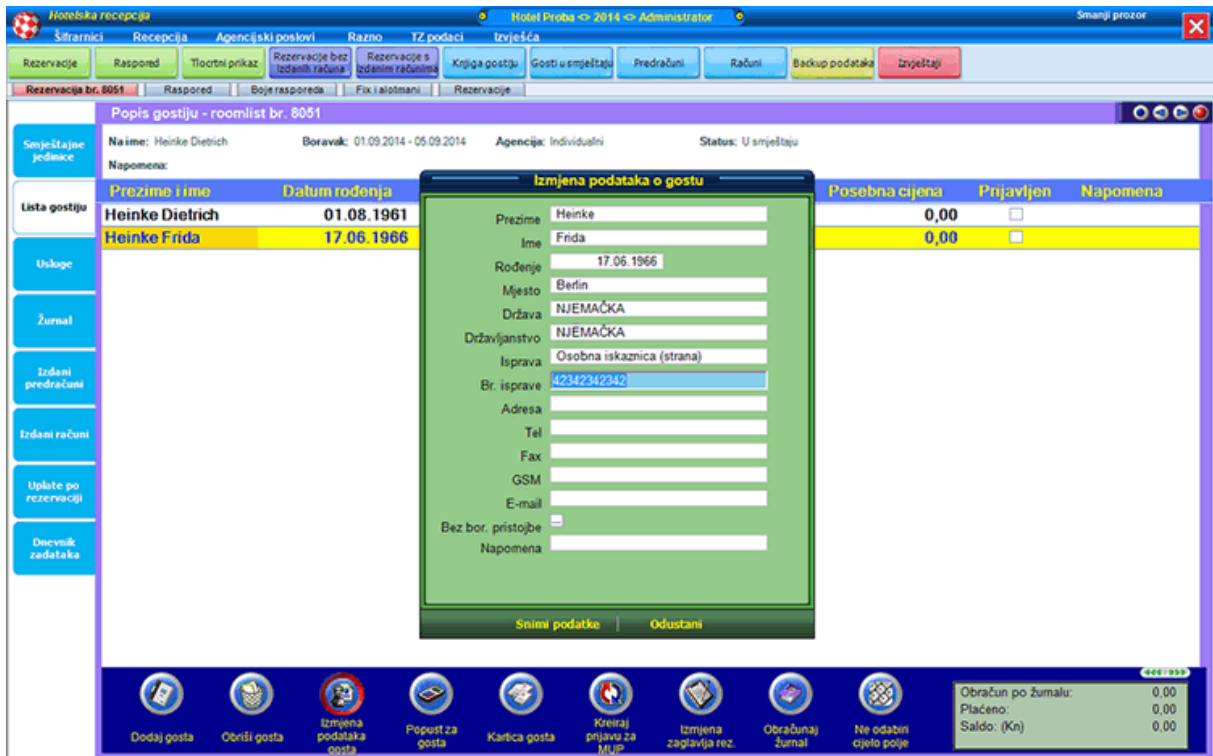 Hotelska recepcija
Hotel Proba <> 2014 <> Administrator
Smanji prozor
Šifrarnici Recepcija Agencijski poslovi Razno TZ podaci Izvješća
Rezervacije Raspored Tlocrtni prikaz Rezervacije bez izdanih računa Rezervacije s izdanim računima Knjiga gostiju Gosti u smještaju Predračuni Računi Backup podataka Izvještaji
Rezervacija br. 8051 Raspored Boje rasporeda Fix i alotmani Rezervacije
Popis gostiju - roomlist br. 8051
Smještajne jedinice
Lista gostiju
Usluge
Žurnal
Izdani predračuni
Izdani računi
Uplate po rezervaciji
Dnevnik zadataka
Na ime: Heinke Dietrich Boravak: 01.09.2014 - 05.09.2014 Agencija: Individualni Status: U smještaju
Napomena:
Prezime i ime Datum rođenja Posebna cijena Prijavljen Napomena
Heinke Dietrich 01.08.1961 0,00
Heinke Frida 17.06.1966 0,00
Izmjena podataka o gostu
Prezime Heinke
Ime Frida
Rođenje 17.06.1966
Mjesto Berlin
Država NJEMAČKA
Državljanstvo NJEMAČKA
Isprava Osobna iskaznica (strana)
Br. isprave 42342342342
Adresa
Tel
Fax
GSM
E-mail
Bez bor. pristojbe
Napomena
Snimi podatke Odustani
Dodaj gosta
Obriši gosta
Izmjena podataka gosta
Popust za gosta
Kartica gosta
Kreiraj prijavu za MUP
Izmjena zaglavlja rez.
Obračunaj žurnal
Ne odabiri cijelo polje
Obračun po žurnalu: 0,00
Plaćeno: 0,00
Saldo: (Kn) 0,00